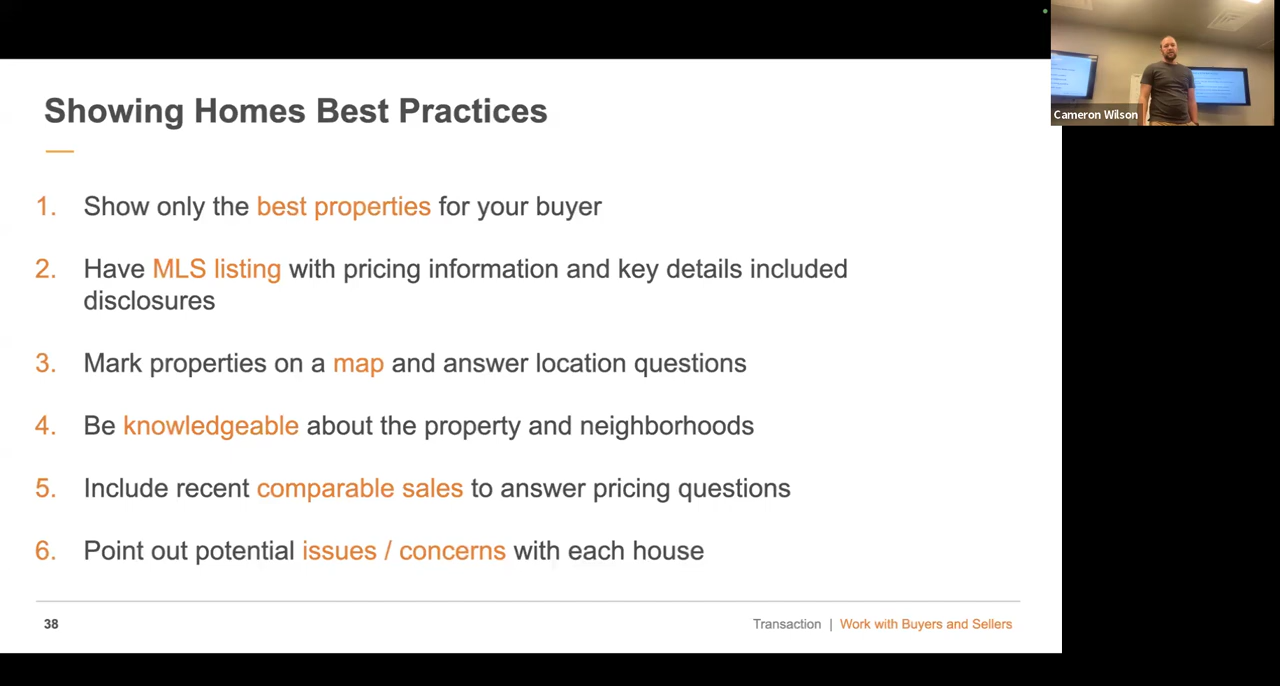 Showing Homes Best Practices
1. Show only the best properties for your buyer
2. Have MLS listing with pricing information and key details included
disclosures
3. Mark properties on a map and answer location questions
4. Be knowledgeable about the property and neighborhoods
5. Include recent comparable sales to answer pricing questions
6. Point out potential issues / concerns with each house
38
Transaction | Work with Buyers and Sellers
Cameron Wilson